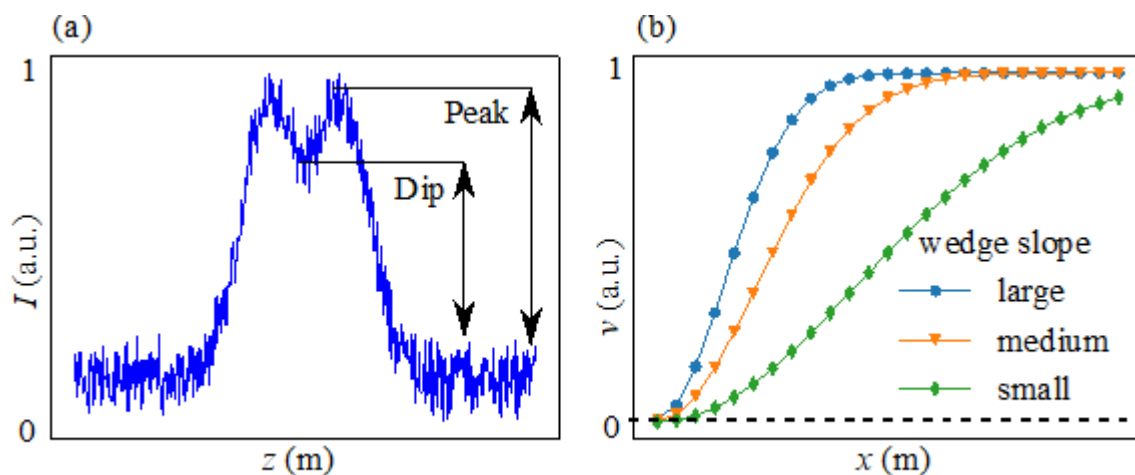 (a)
1
Peak
Dip
I (a.u.)
0
z (m)
(b)
1
v (a.u.)
wedge slope
large
medium
small
0
x (m)